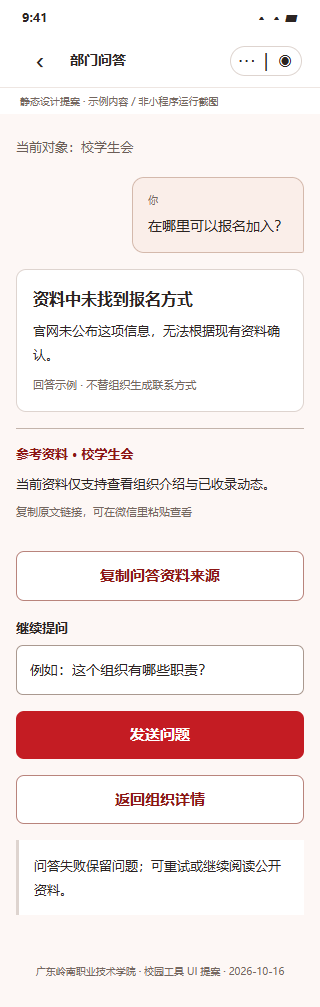 9:41
部门问答
静态设计提案 · 示例内容 / 非小程序运行截图
当前对象：校学生会
你
在哪里可以报名加入？
资料中未找到报名方式
官网未公布这项信息，无法根据现有资料确
认。
回答示例 · 不替组织生成联系方式
参考资料 · 校学生会
当前资料仅支持查看组织介绍与已收录动态。
复制原文链接，可在微信里粘贴查看
复制问答资料来源
继续提问
例如：这个组织有哪些职责？
发送问题
返回组织详情
问答失败保留问题；可重试或继续阅读公开
资料。
广东岭南职业技术学院 · 校园工具 UI 提案 · 2026-10-16